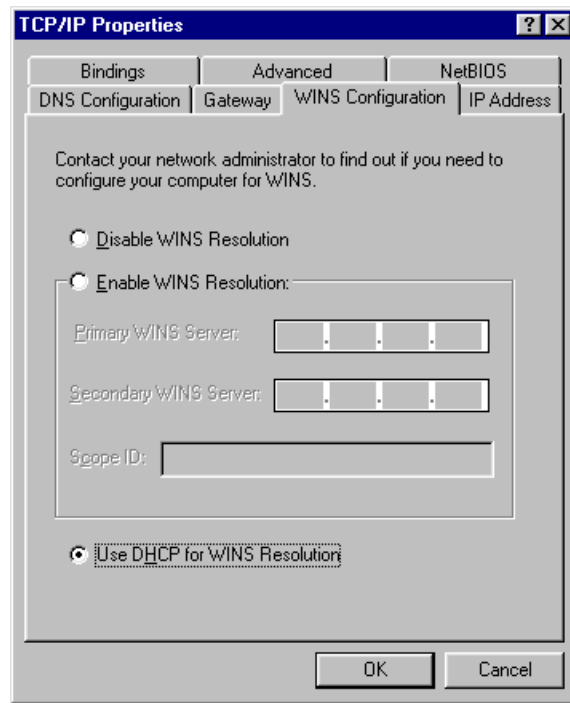 TCP/IP Properties
Bindings Advanced NetBIOS
DNS Configuration Gateway WINS Configuration IP Address
Contact your network administrator to find out if you need to
configure your computer for WINS.
Disable WINS Resolution
Enable WINS Resolution:
Primary WINS Server:
Secondary WINS Server:
Scope ID:
Use DHCP for WINS Resolution
OK Cancel